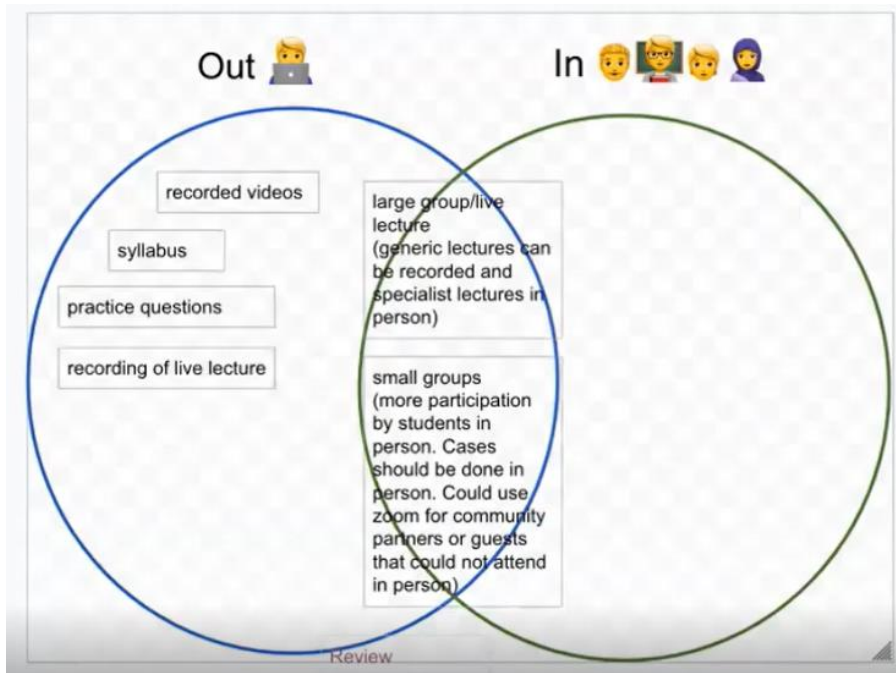 Out
In
recorded videos
syllabus
practice questions
recording of live lecture
large group/live
lecture
(generic lectures can
be recorded and
specialist lectures in
person)
small groups
(more participation
by students in
person. Cases
should be done in
person. Could use
zoom for community
partners or guests
that could not attend
in person)
Review